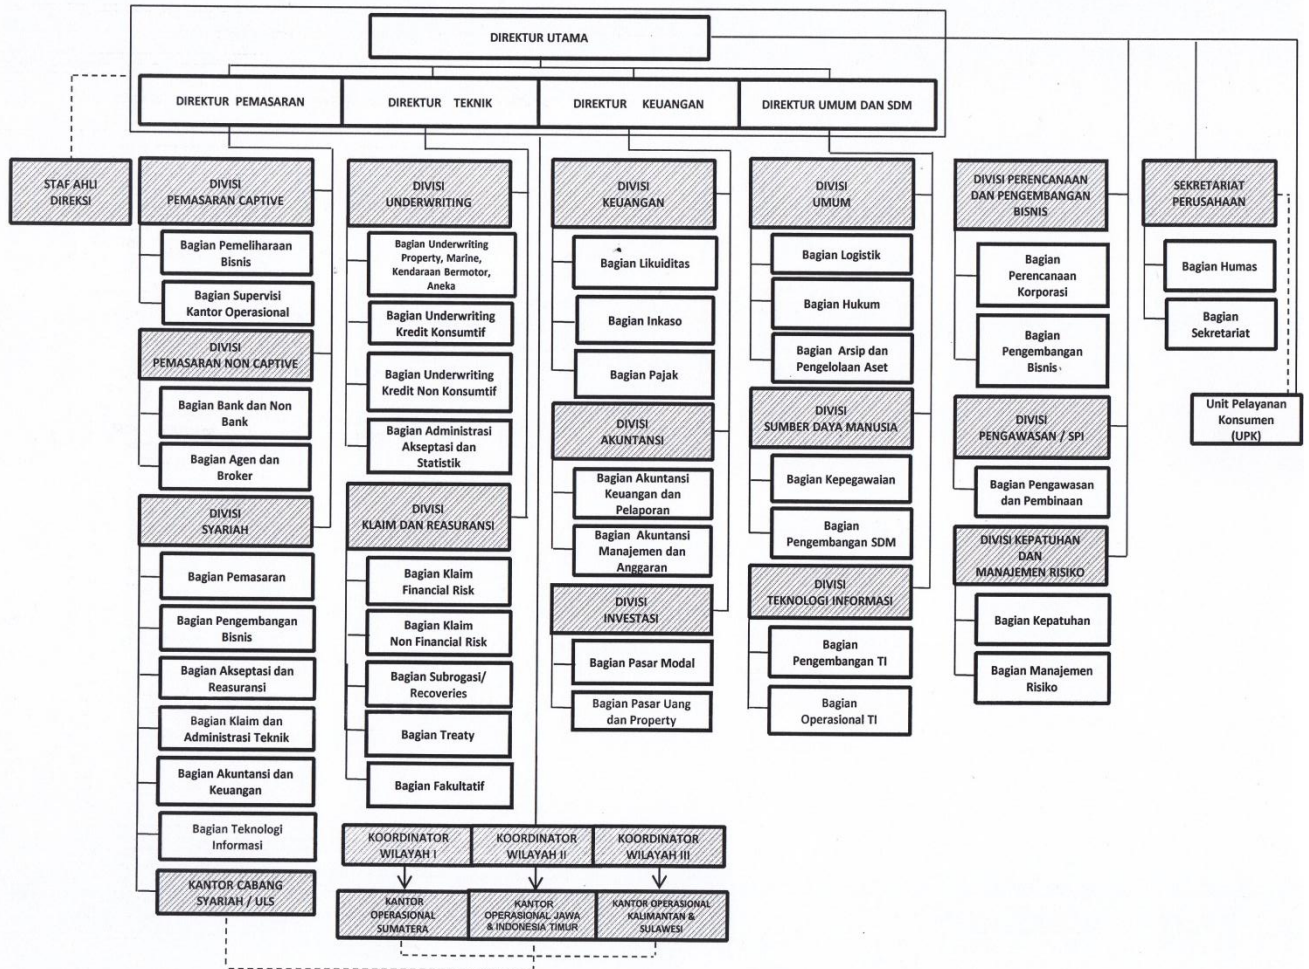 DIREKTUR UTAMA
DIREKTUR PEMASARAN
DIREKTUR TEKNIK
DIREKTUR KEUANGAN
DIREKTUR UMUM DAN SDM
STAF AHLI
DIREKSI
DIVISI
PEMASARAN CAPTIVE
Bagian Pemeliharaan
Bisnis
Bagian Supervisi
Kantor Operasional
DIVISI
PEMASARAN NON CAPTIVE
Bagian Bank dan Non
Bank
Bagian Agen dan
Broker
DIVISI
SYARIAH
Bagian Pemasaran
Bagian Pengembangan
Bisnis
Bagian Akseptasi dan
Reasuransi
Bagian Klaim dan
Administrasi Teknik
Bagian Akuntansi dan
Keuangan
Bagian Teknologi
Informasi
KANTOR CABANG
SYARIAH / ULS
DIVISI
UNDERWRITING
Bagian Underwriting
Property, Marine,
Kendaraan Bermotor,
Aneka
Bagian Underwriting
Kredit Konsumtif
Bagian Underwriting
Kredit Non Konsumtif
Bagian Administrasi
Akseptasi dan
Statistik
DIVISI
KLAIM DAN REASURANSI
Bagian Klaim
Financial Risk
Bagian Klaim
Non Financial Risk
Bagian Subrogasi/
Recoveries
Bagian Treaty
Bagian Fakultatif
DIVISI
KEUANGAN
Bagian Likuiditas
Bagian Inkaso
Bagian Pajak
DIVISI
AKUNTANSI
Bagian Akuntansi
Keuangan dan
Pelaporan
Bagian Akuntansi
Manajemen dan
Anggaran
DIVISI
INVESTASI
Bagian Pasar Modal
Bagian Pasar Uang
dan Property
DIVISI
UMUM
Bagian Logistik
Bagian Hukum
Bagian Arsip dan
Pengelolaan Aset
DIVISI
SUMBER DAYA MANUSIA
Bagian Kepegawaian
Bagian
Pengembangan SDM
DIVISI
TEKNOLOGI INFORMASI
Bagian
Pengembangan TI
Bagian
Operasional TI
DIVISI PERENCANAAN
DAN PENGEMBANGAN
BISNIS
Bagian
Perencanaan
Korporasi
Bagian
Pengembangan
Bisnis
DIVISI
PENGAWASAN / SPI
Bagian Pengawasan
dan Pembinaan
DIVISI KEPATUHAN
DAN
MANAJEMEN RISIKO
Bagian Kepatuhan
Bagian Manajemen
Risiko
SEKRETARIAT
PERUSAHAAN
Bagian Humas
Bagian
Sekretariat
Unit Pelayanan
Konsumen
(UPK)
KOORDINATOR
WILAYAH I
KOORDINATOR
WILAYAH II
KOORDINATOR
WILAYAH III
KANTOR
OPERASIONAL
SUMATERA
KANTOR
OPERASIONAL JAWA
& INDONESIA TIMUR
KANTOR OPERASIONAL
KALIMANTAN &
SULAWESI